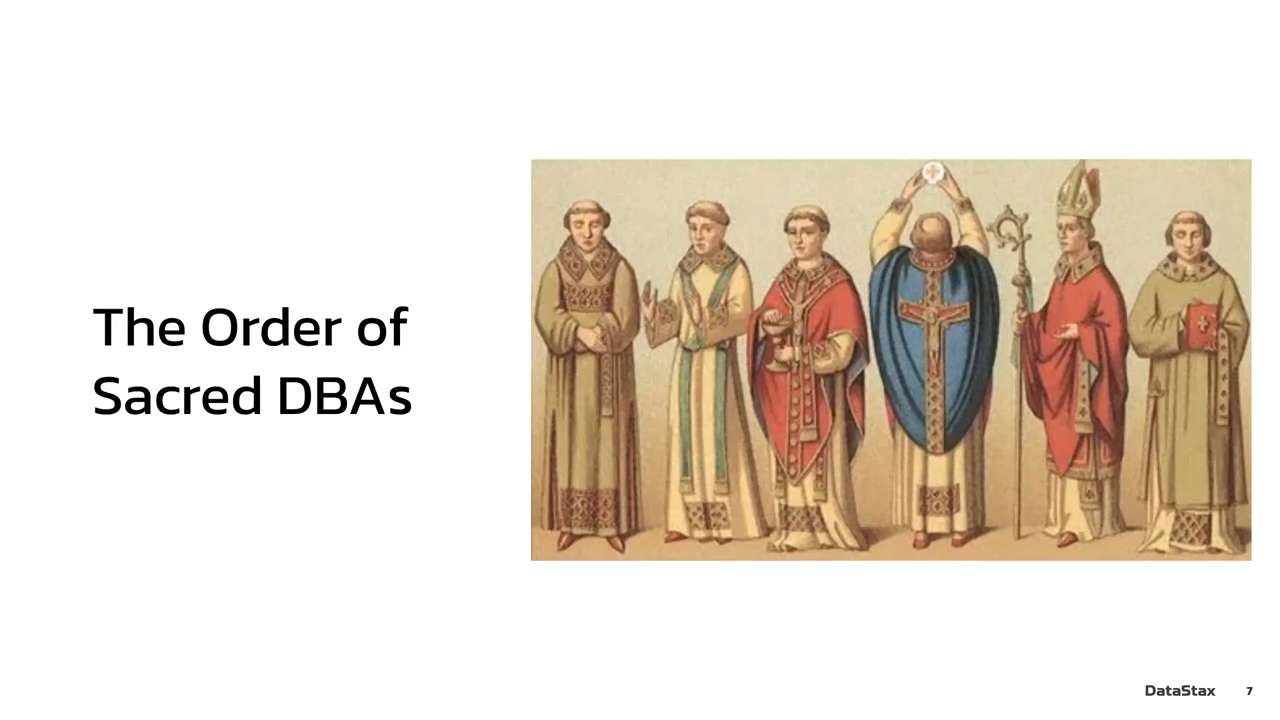 The Order of
Sacred DBAs
DataStax 7